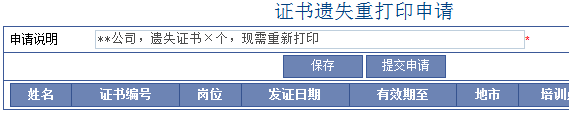 证书遗失重打印申请
申请说明 **公司，遗失证书×个，现需重新打印 *
保存 提交申请
姓名 证书编号 岗位 发证日期 有效期至 地市 培训